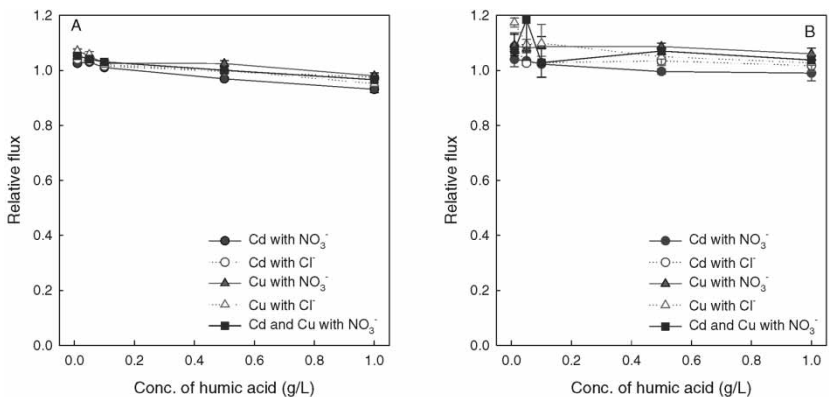 A
1.2
1.0
0.8
0.6
0.4
0.2
0.0
Relative flux
Cd with NO₃⁻
Cd with Cl⁻
Cu with NO₃⁻
Cu with Cl⁻
Cd and Cu with NO₃⁻
0.0 0.2 0.4 0.6 0.8 1.0
Conc. of humic acid (g/L)
B
1.2
1.0
0.8
0.6
0.4
0.2
0.0
Relative flux
Cd with NO₃⁻
Cd with Cl⁻
Cu with NO₃⁻
Cu with Cl⁻
Cd and Cu with NO₃⁻
0.0 0.2 0.4 0.6 0.8 1.0
Conc. of humic acid (g/L)